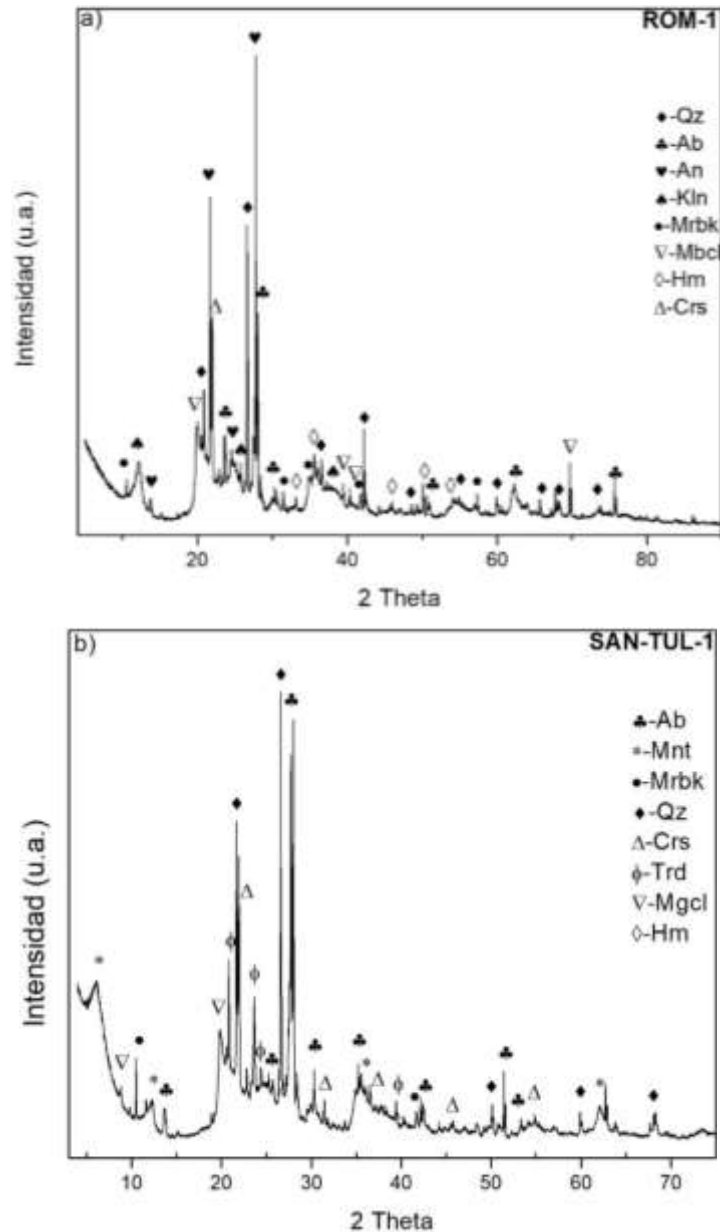 a)
ROM-1
Intensidad (u.a.)
♦-Qz
♣-Ab
♥-An
♠-Kln
●-Mrbk
▽-Mbcl
◊-Hm
Δ-Crs
20
40
60
80
2 Theta
b)
SAN-TUL-1
Intensidad (u.a.)
♣-Ab
*-Mnt
●-Mrbk
♦-Qz
Δ-Crs
ϕ-Trd
▽-Mgcl
◊-Hm
10
20
30
40
50
60
70
2 Theta